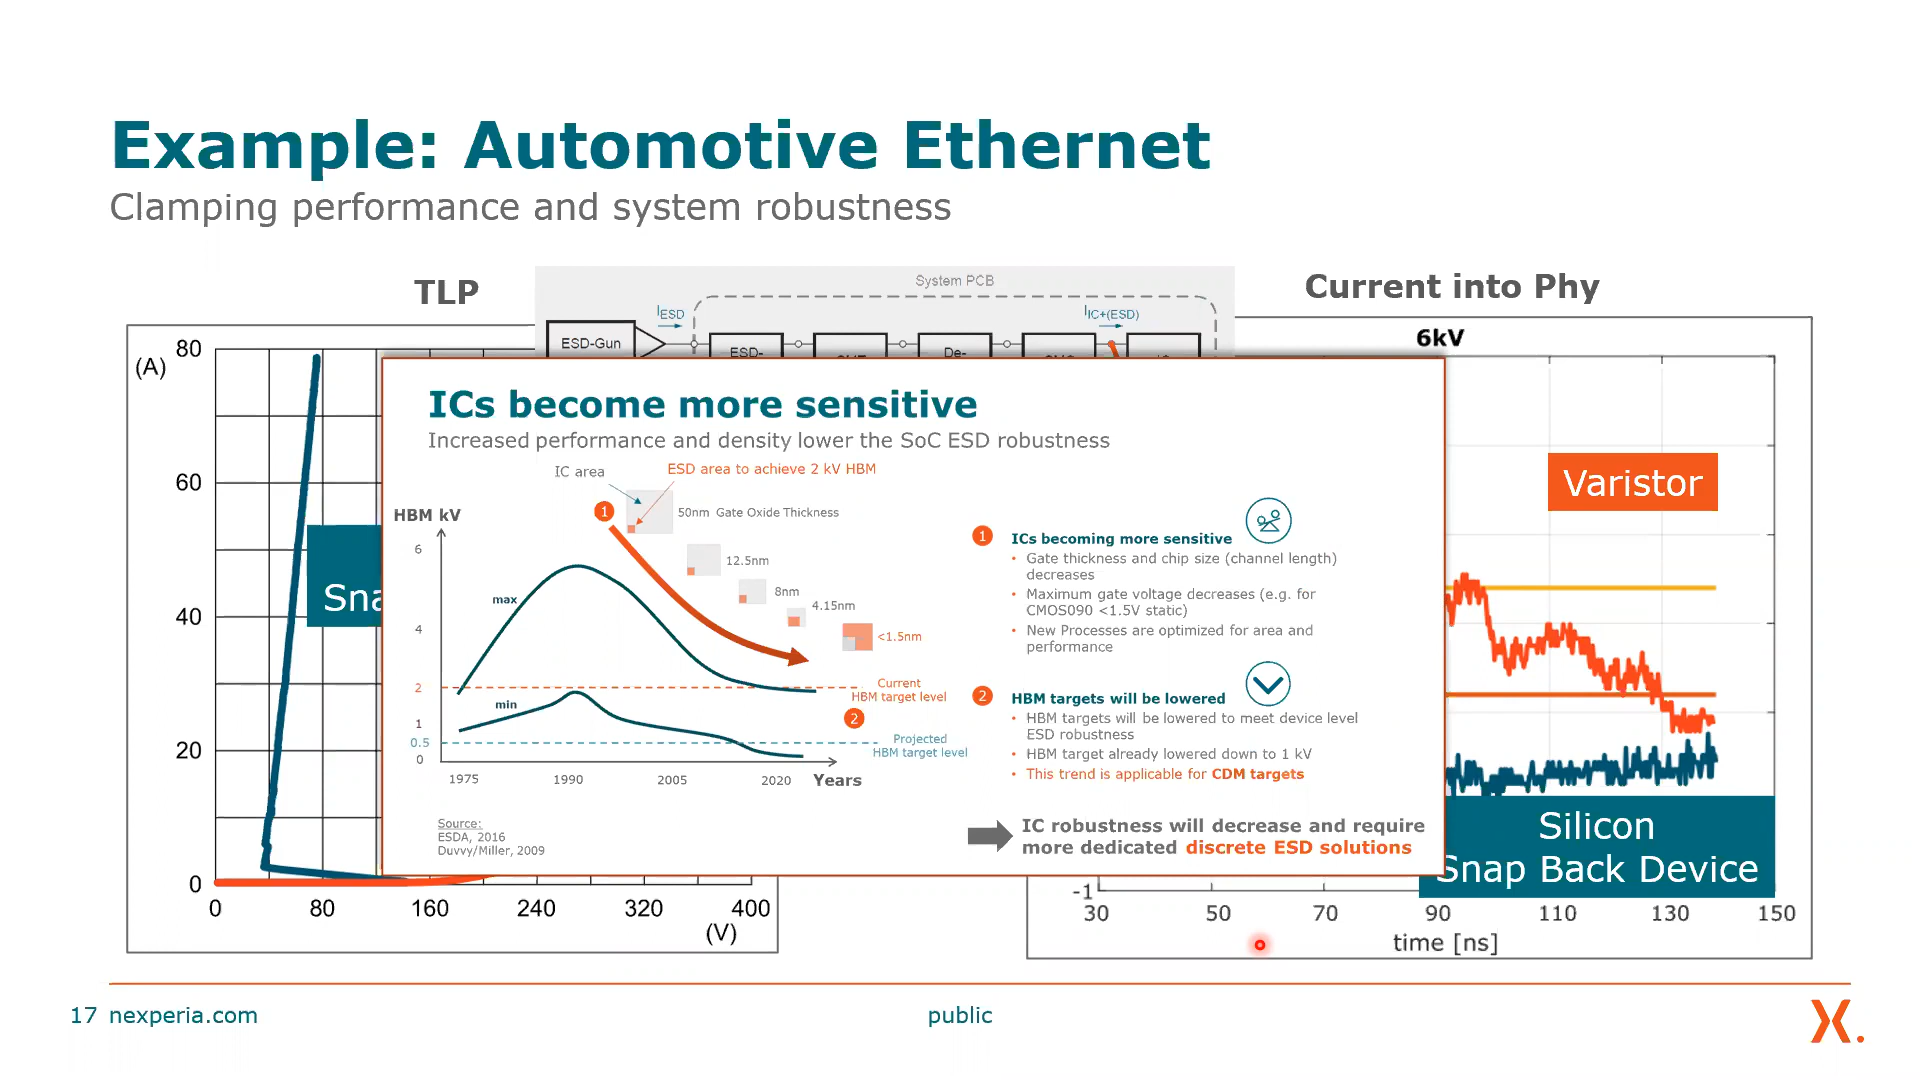 Example: Automotive Ethernet
Clamping performance and system robustness
TLP
System PCB
IESD
IIC+(ESD)
ESD-Gun
ESD-
De-
(A)
80
60
40
20
0
0
80
160
240
320
400
(V)
Current into Phy
6kV
Varistor
Silicon
Snap Back Device
-1
30
50
70
90
110
130
150
time [ns]
ICs become more sensitive
Increased performance and density lower the SoC ESD robustness
IC area
ESD area to achieve 2 kV HBM
1
50nm Gate Oxide Thickness
HBM kV
12.5nm
8nm
4.15nm
<1.5nm
6
max
4
2
Current
HBM target level
min
2
1
0.5
Projected
HBM target level
0
1975
1990
2005
2020
Years
Source:
ESDA, 2016
Duvvy/Miller, 2009
1
ICs becoming more sensitive
• Gate thickness and chip size (channel length)
decreases
• Maximum gate voltage decreases (e.g. for
CMOS090 <1.5V static)
• New Processes are optimized for area and
performance
2
HBM targets will be lowered
• HBM targets will be lowered to meet device level
ESD robustness
• HBM target already lowered down to 1 kV
• This trend is applicable for CDM targets
IC robustness will decrease and require
more dedicated discrete ESD solutions
17 nexperia.com
public